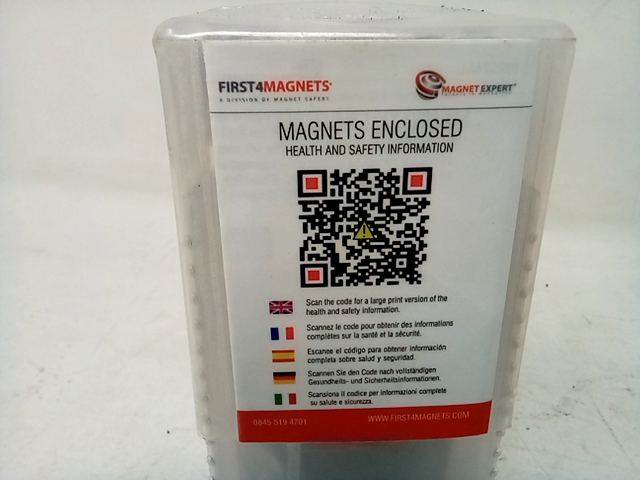 FIRST4MAGNETS®
A DIVISION OF MAGNET EXPERT
MAGNET EXPERT®
MAGNETS ENCLOSED
HEALTH AND SAFETY INFORMATION
Scan the code for a large print version of the
health and safety information.
Scannez le code pour obtenir des informations
complètes sur la santé et la sécurité.
Escanee el código para obtener información
completa sobre salud y seguridad.
Scannen Sie den Code nach vollständigen
Gesundheits- und Sicherheitsinformationen.
Scansiona il codice per informazioni complete
su salute e sicurezza.
0845 519 4701
WWW.FIRST4MAGNETS.COM